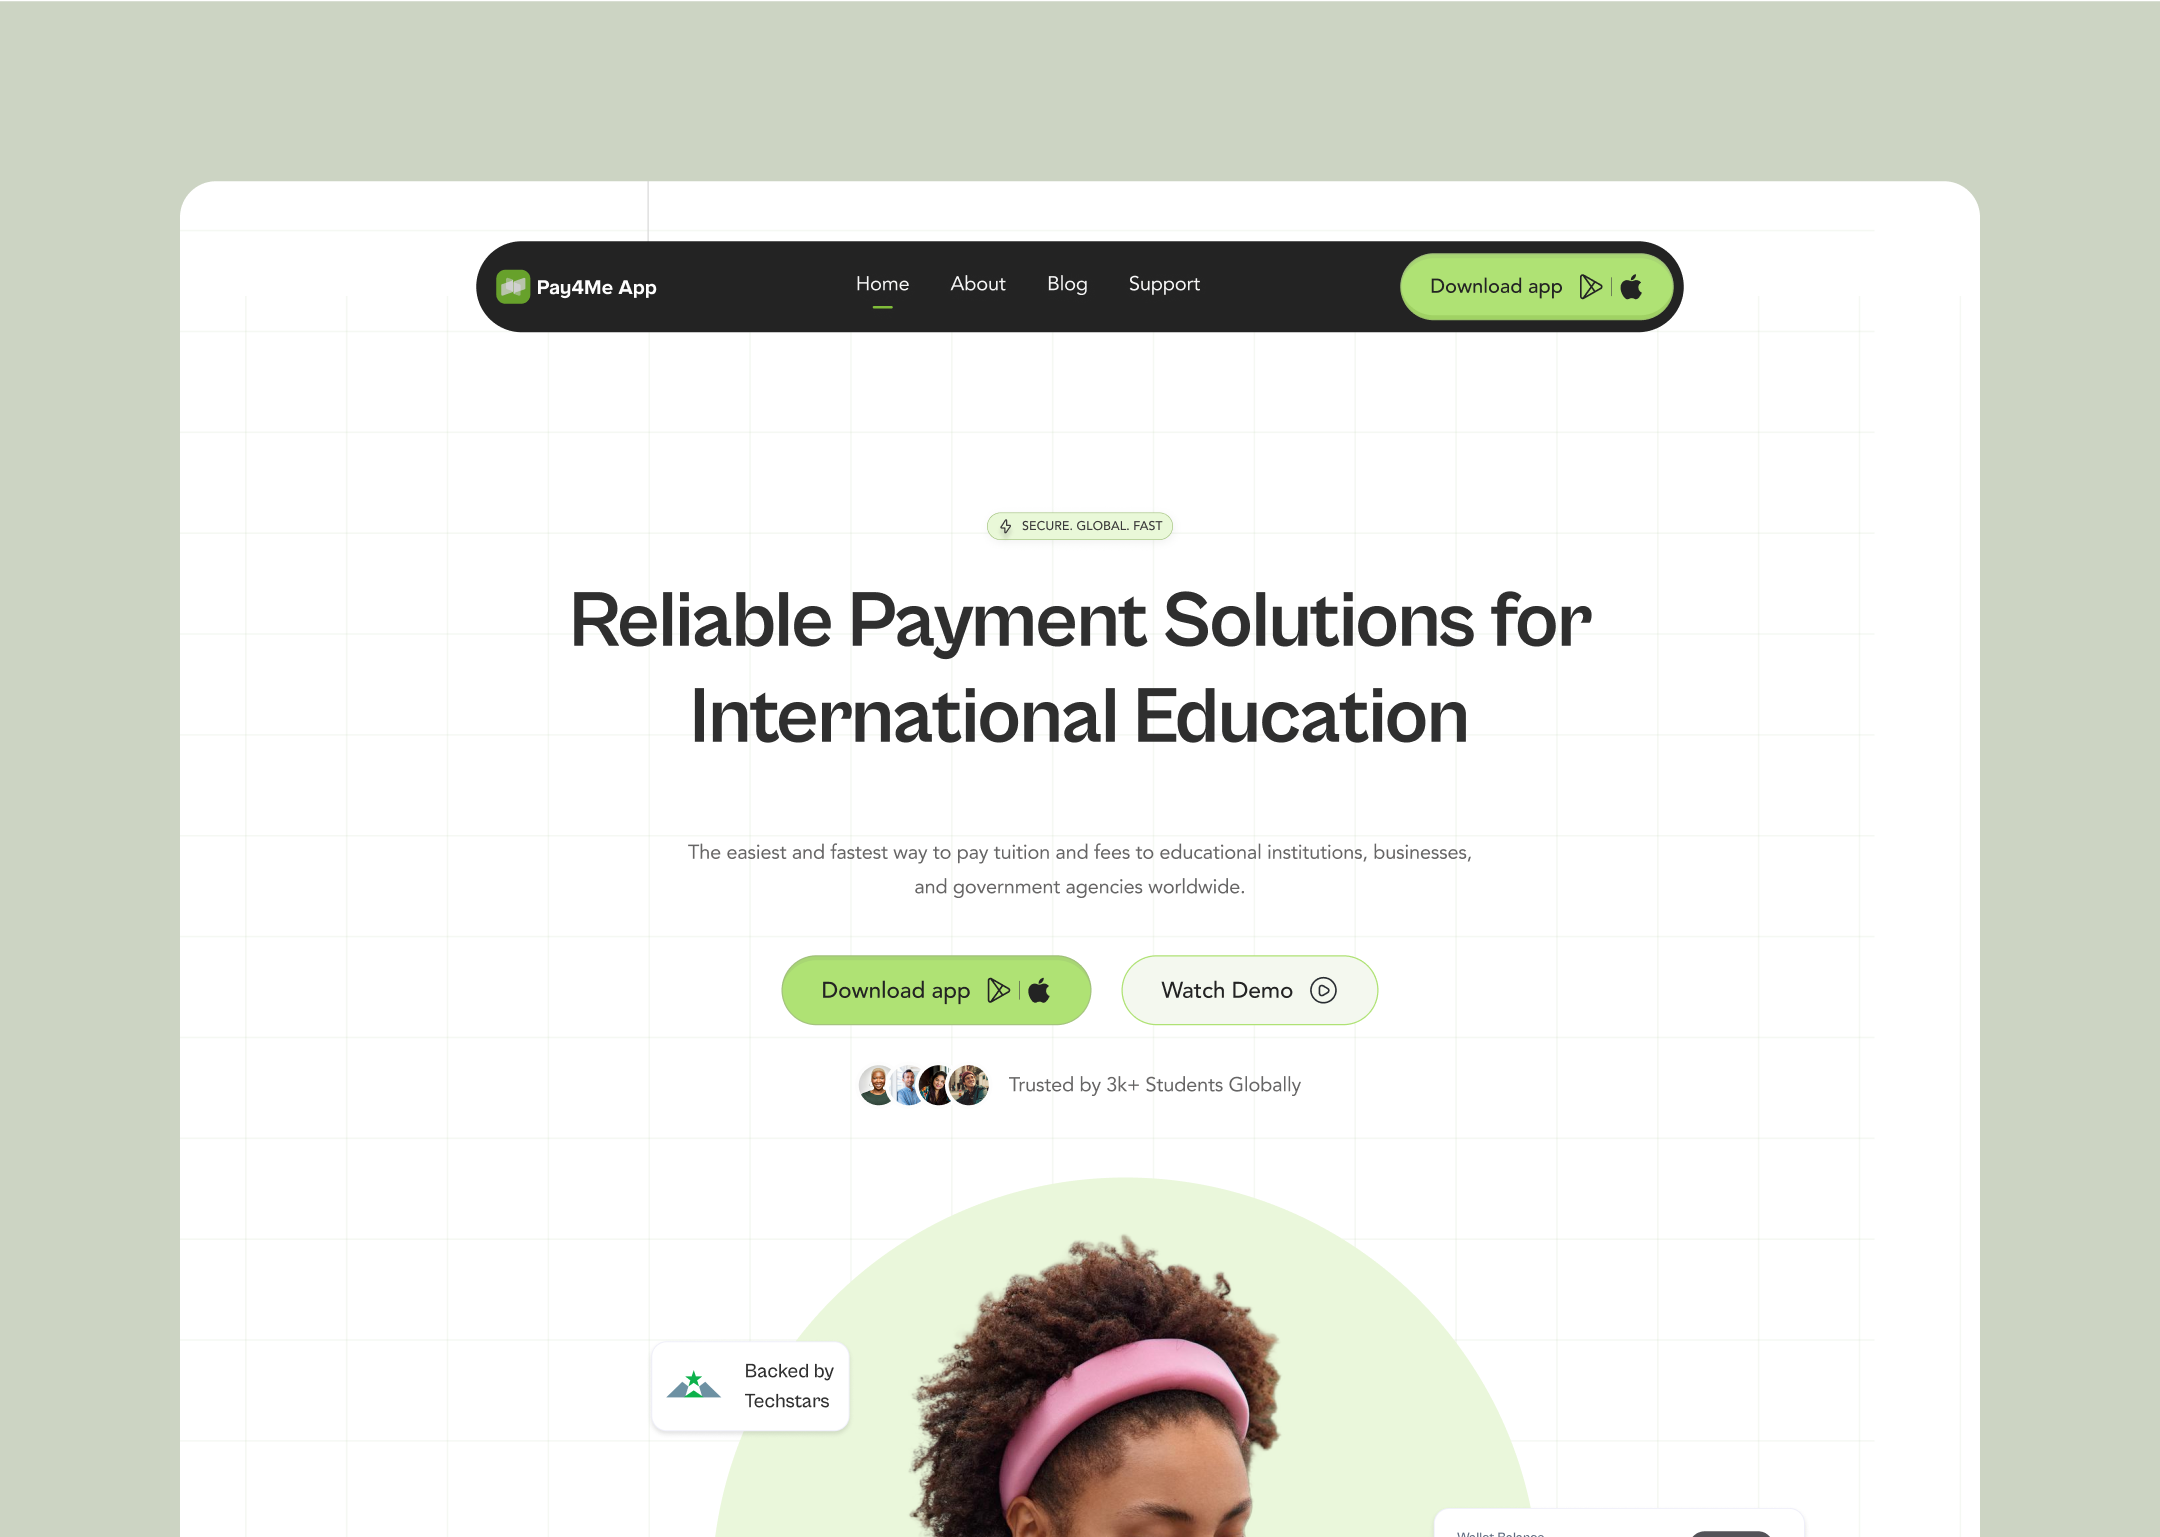 Pay4Me App
Home
About
Blog
Support
Download app
SECURE. GLOBAL. FAST
Reliable Payment Solutions for
International Education
The easiest and fastest way to pay tuition and fees to educational institutions, businesses,
and government agencies worldwide.
Download app
Watch Demo
Trusted by 3k+ Students Globally
Backed by
Techstars
Wallet Balance